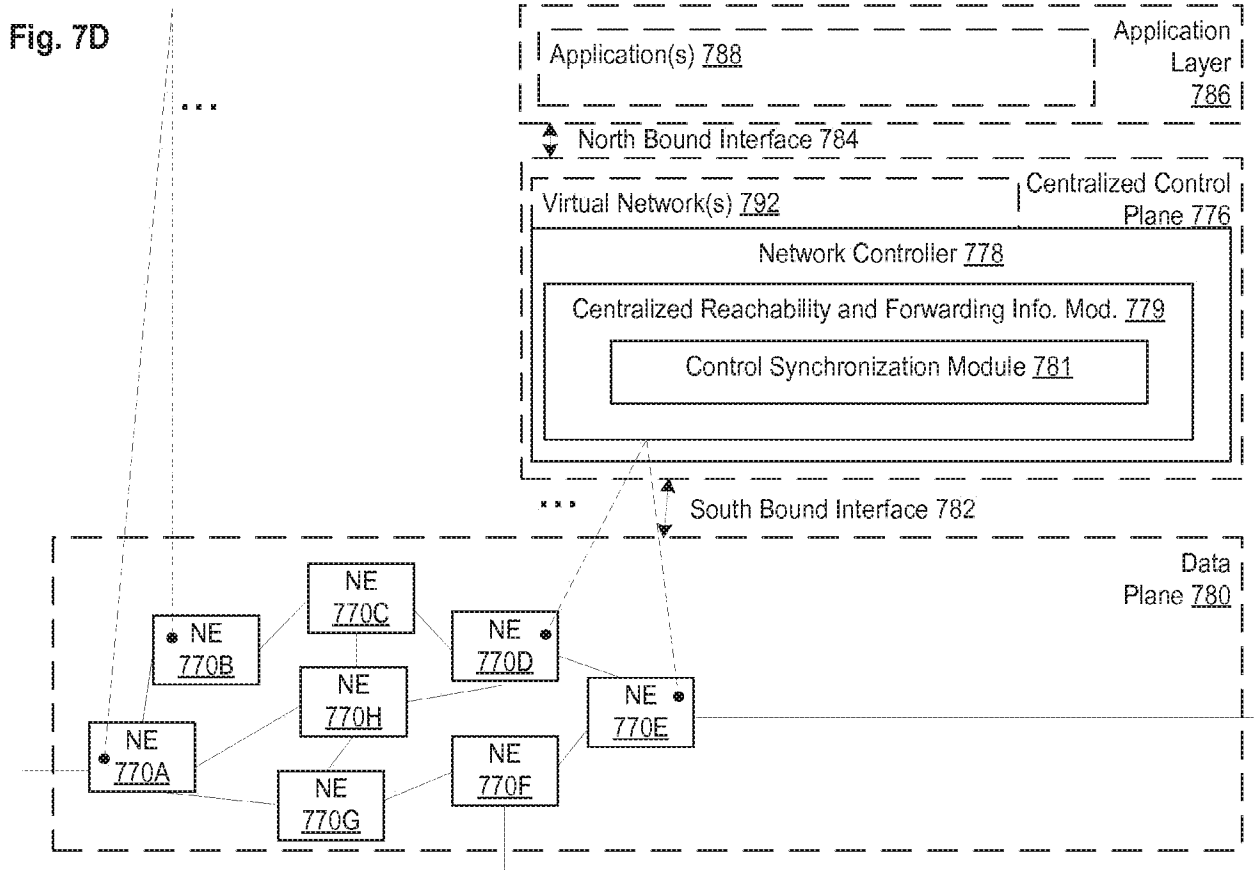 Fig. 7D
Application(s) 788
Application
Layer
786
North Bound Interface 784
Virtual Network(s) 792
Centralized Control
Plane 776
Network Controller 778
Centralized Reachability and Forwarding Info. Mod. 779
Control Synchronization Module 781
South Bound Interface 782
Data
Plane 780
NE
770C
NE
770B
NE
770D
NE
770H
NE
770E
NE
770A
NE
770F
NE
770G